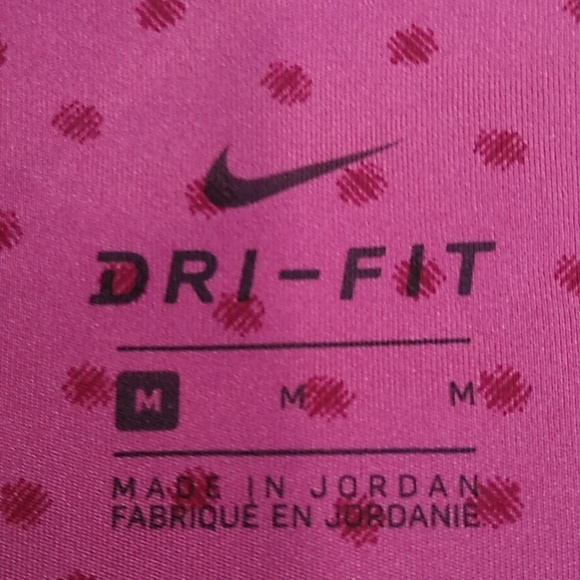 DRI-FIT
M M M
MADE IN JORDAN
FABRIQUÉ EN JORDANIE